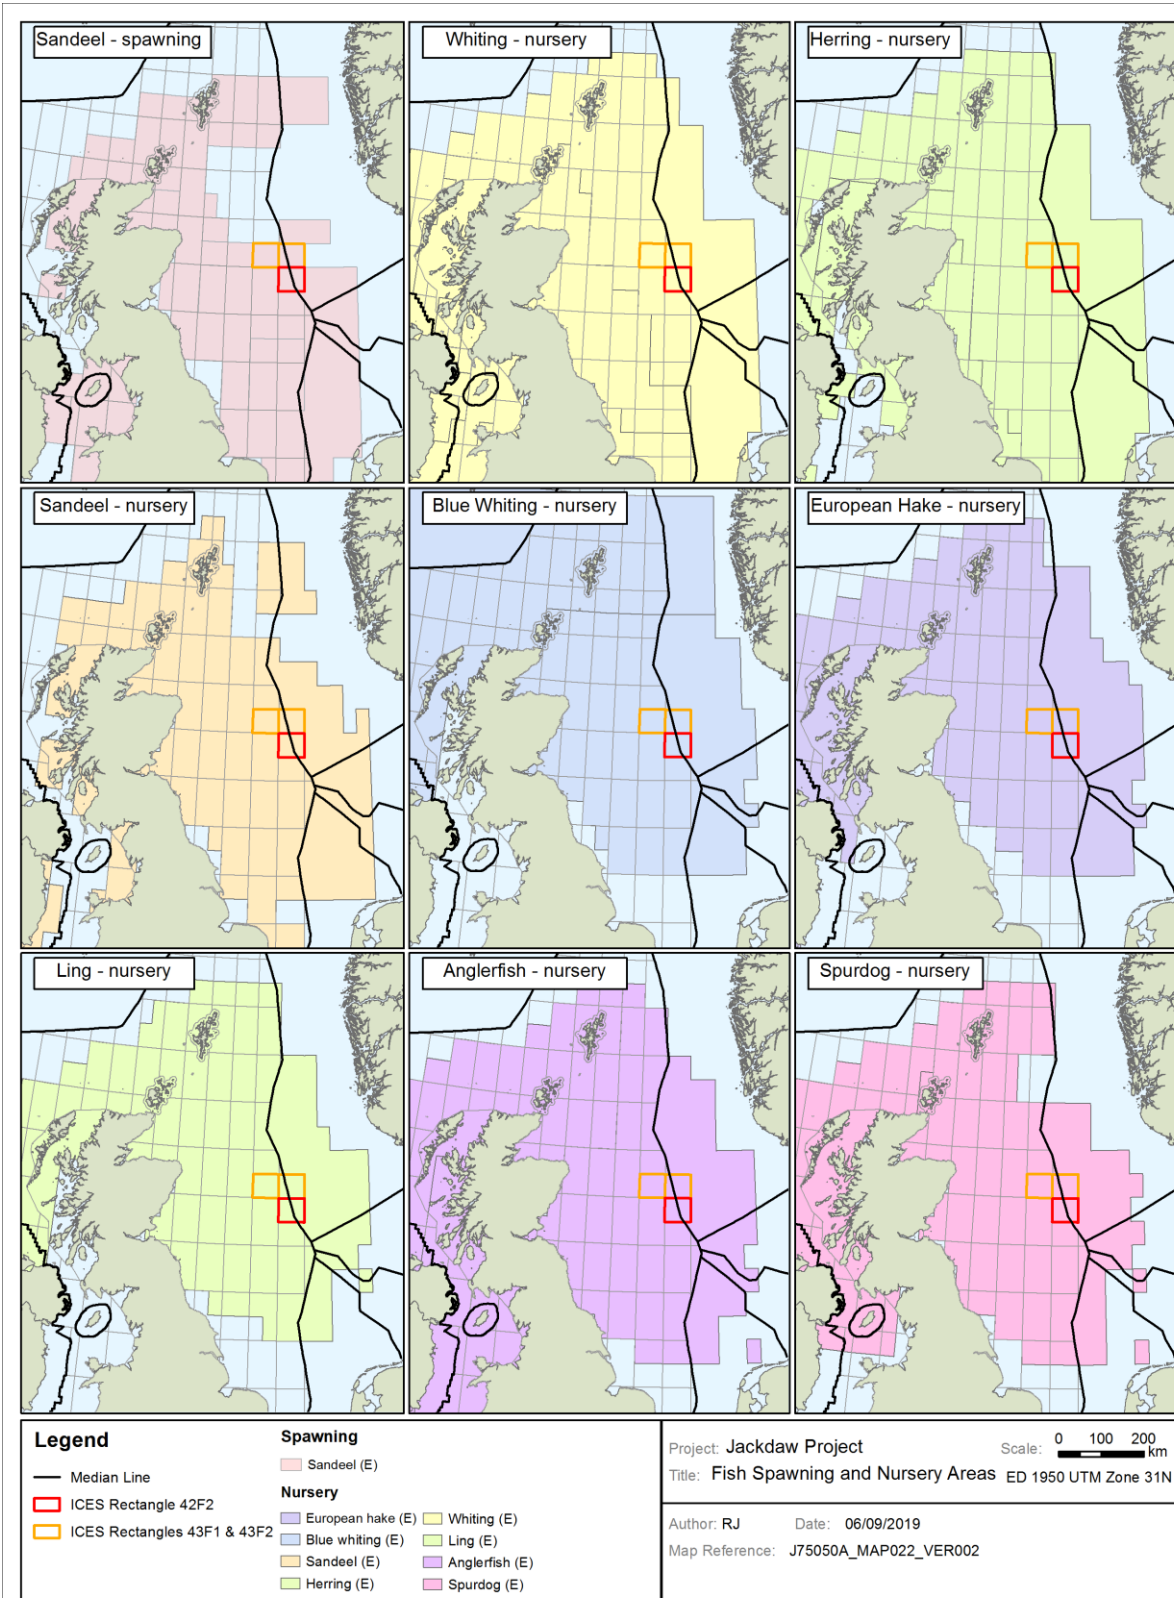 Sandeel - spawning
Whiting - nursery
Herring - nursery
Sandeel - nursery
Blue Whiting - nursery
European Hake - nursery
Ling - nursery
Anglerfish - nursery
Spurdog - nursery
Legend
Median Line
ICES Rectangle 42F2
ICES Rectangles 43F1 & 43F2
Spawning
Sandeel (E)
Nursery
European hake (E)
Blue whiting (E)
Sandeel (E)
Herring (E)
Whiting (E)
Ling (E)
Anglerfish (E)
Spurdog (E)
Project: Jackdaw Project
Scale: 0 100 200 km
Title: Fish Spawning and Nursery Areas ED 1950 UTM Zone 31N
Author: RJ Date: 06/09/2019
Map Reference: J75050A_MAP022_VER002